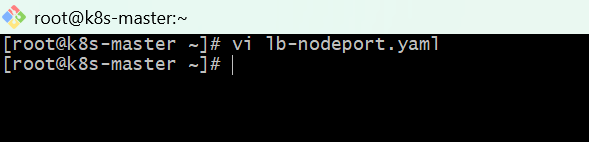 root@k8s-master:~
[root@k8s-master ~]# vi lb-nodeport.yaml
[root@k8s-master ~]#